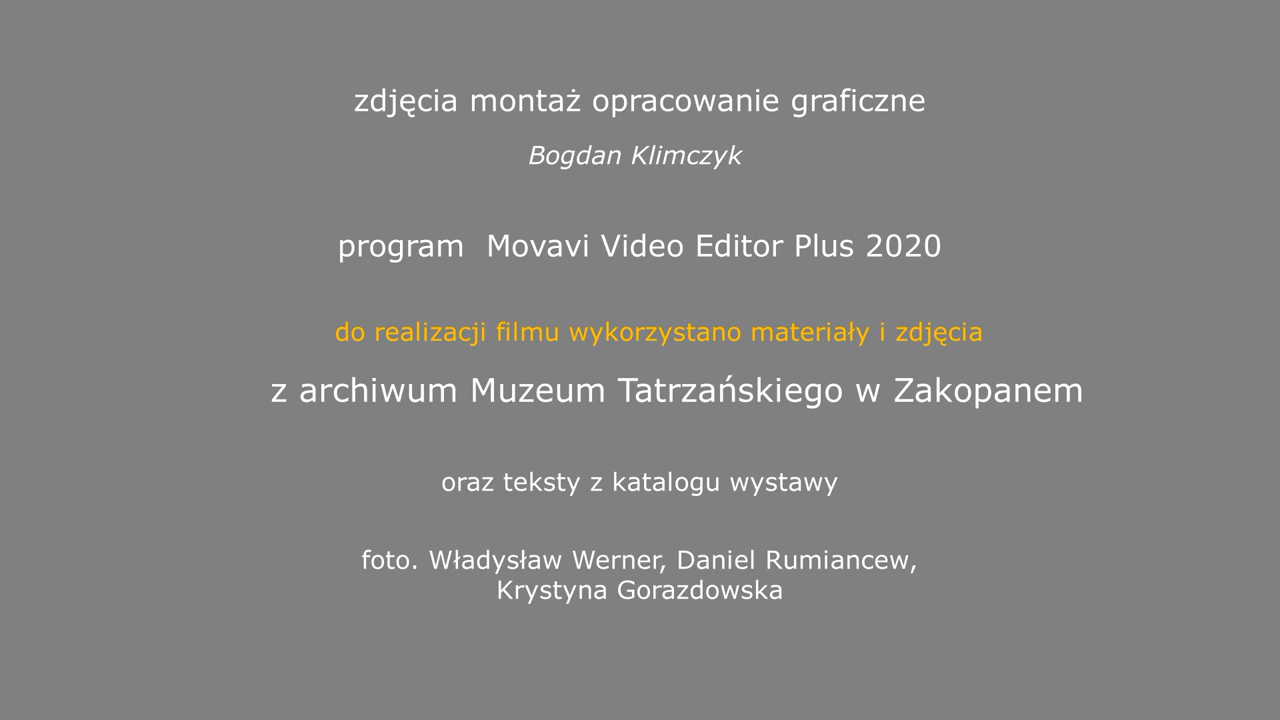 zdjęcia montaż opracowanie graficzne
Bogdan Klimczyk
program  Movavi Video Editor Plus 2020
do realizacji filmu wykorzystano materiały i zdjęcia
z archiwum Muzeum Tatrzańskiego w Zakopanem
oraz teksty z katalogu wystawy
foto. Władysław Werner, Daniel Rumiancew,
Krystyna Gorazdowska